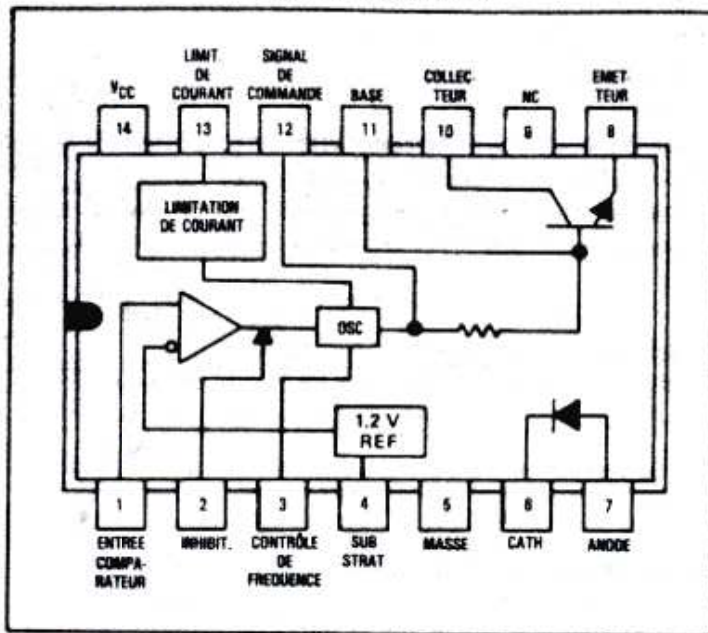 VCC
LIMIT.
DE
COURANT
SIGNAL
DE
COMMANDE
BASE
COLLEC-
TEUR
NC
EMET-
TEUR
14
13
12
11
10
9
8
LIMITATION
DE COURANT
OSC
1.2 V
REF
1
2
3
4
5
6
7
ENTREE
COMPA-
RATEUR
INHIBIT.
CONTRÔLE
DE
FREQUENCE
SUB
STRAT
MASSE
CATH
ANODE